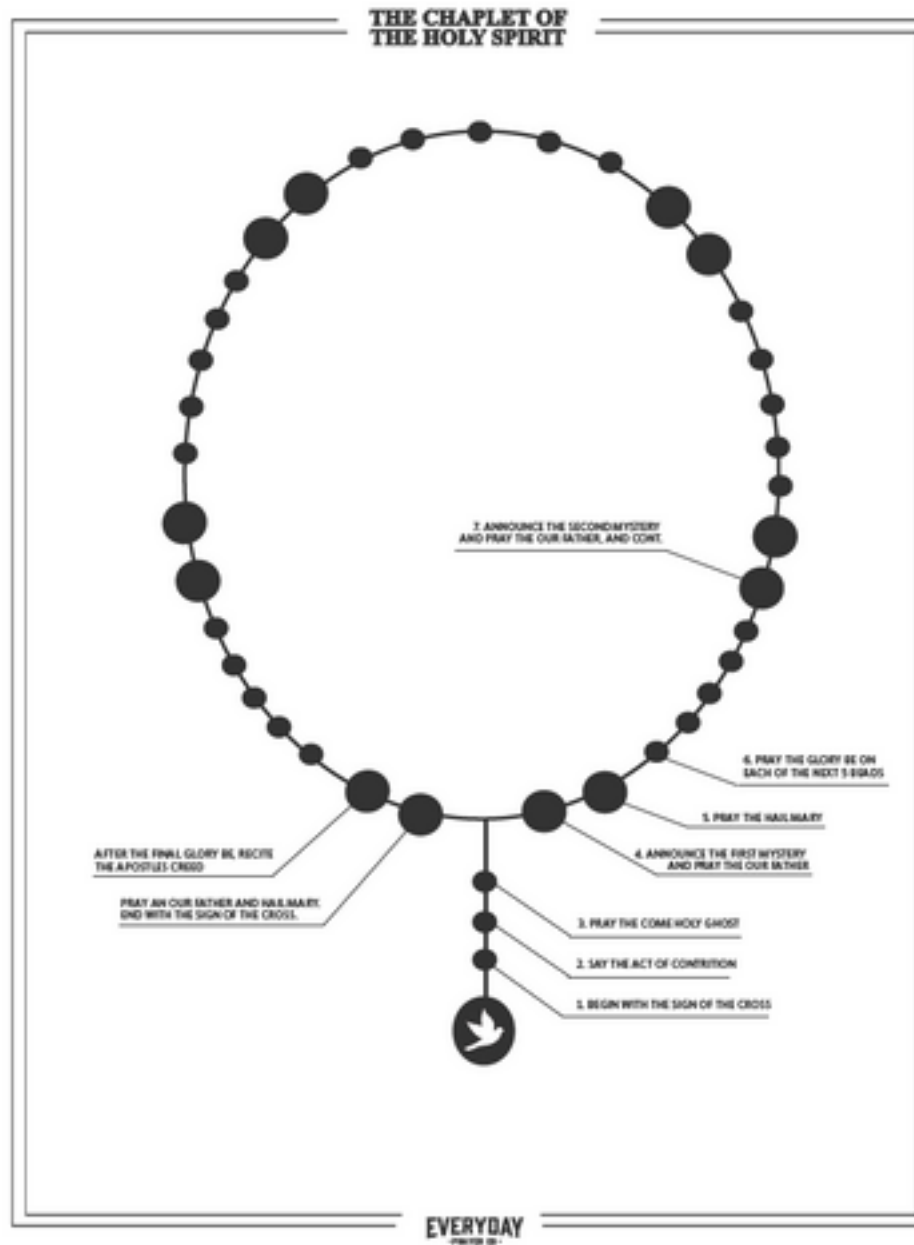 THE CHAPLET OF
THE HOLY SPIRIT
7. ANNOUNCE THE SECOND MYSTERY
AND PRAY THE OUR FATHER, AND CONT.
6. PRAY THE GLORY BE ON
EACH OF THE NEXT 5 BEADS
5. PRAY THE HAIL MARY
4. ANNOUNCE THE FIRST MYSTERY
AND PRAY THE OUR FATHER
AFTER THE FINAL GLORY BE, RECITE
THE APOSTLES CREED
PRAY AN OUR FATHER AND HAIL MARY.
END WITH THE SIGN OF THE CROSS.
3. PRAY THE COME HOLY GHOST
2. SAY THE ACT OF CONTRITION
1. BEGIN WITH THE SIGN OF THE CROSS
EVERYDAY